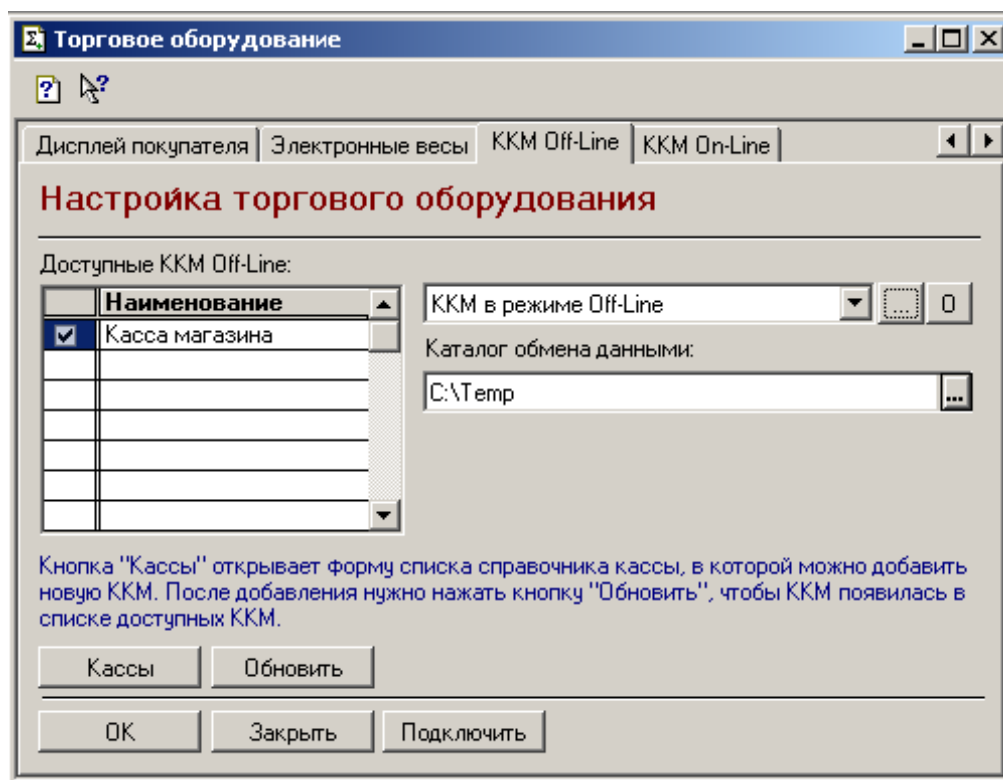 Торговое оборудование
Дисплей покупателя Электронные весы ККМ Off-Line ККМ On-Line
Настройка торгового оборудования
Доступные ККМ Off-Line:
Наименование
Касса магазина
ККМ в режиме Off-Line ... О
Каталог обмена данными:
C:\Temp ...
Кнопка "Кассы" открывает форму списка справочника кассы, в которой можно добавить
новую ККМ. После добавления нужно нажать кнопку "Обновить", чтобы ККМ появилась в
списке доступных ККМ.
Кассы Обновить
OK Закрыть Подключить